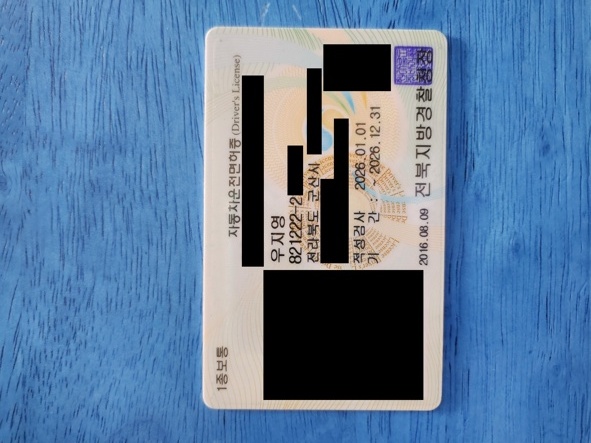 1종보통
자동차운전면허증 (Driver's License)
우지영
821222-2
전라북도 군산시
적성검사 2026.01.01
기 간 : ~ 2026.12.31
2016.08.09 전북지방경찰청장